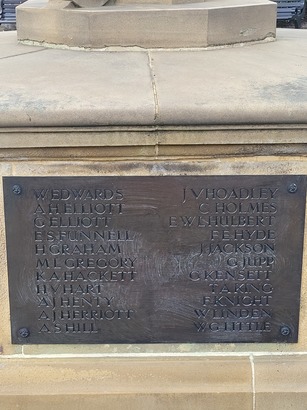 W. EDWARDS
A. H. ELLIOTT
G. ELLIOTT
E. S. FUNNELL
H. GRAHAM
M. L. GREGORY
K. A. HACKETT
H. V. HART
A. J. HENTY
A. J. HERRIOTT
A. S. HILL
J. V. HOADLEY
C. HOLMES
E. W. E. HULBERT
F. E. HYDE
J. JACKSON
G. JUPP
C. KENSETT
T. A. KING
F. KNIGHT
W. LINDEN
W. G. LITTLE